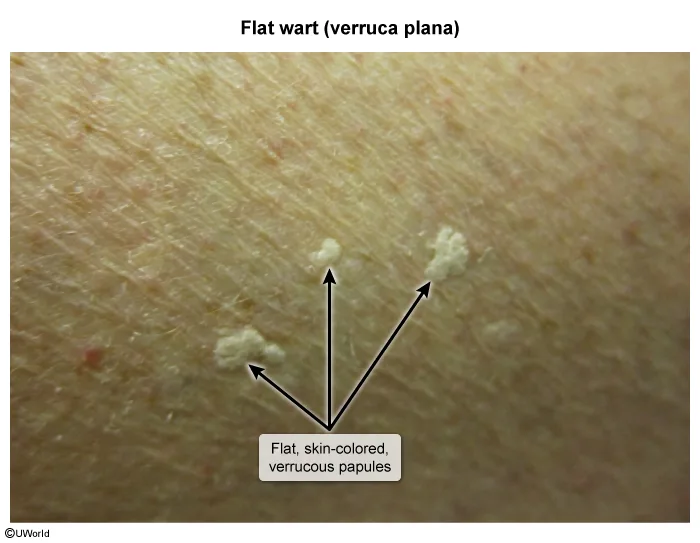 Flat wart (verruca plana)
Flat, skin-colored,
verrucous papules
©UWorld